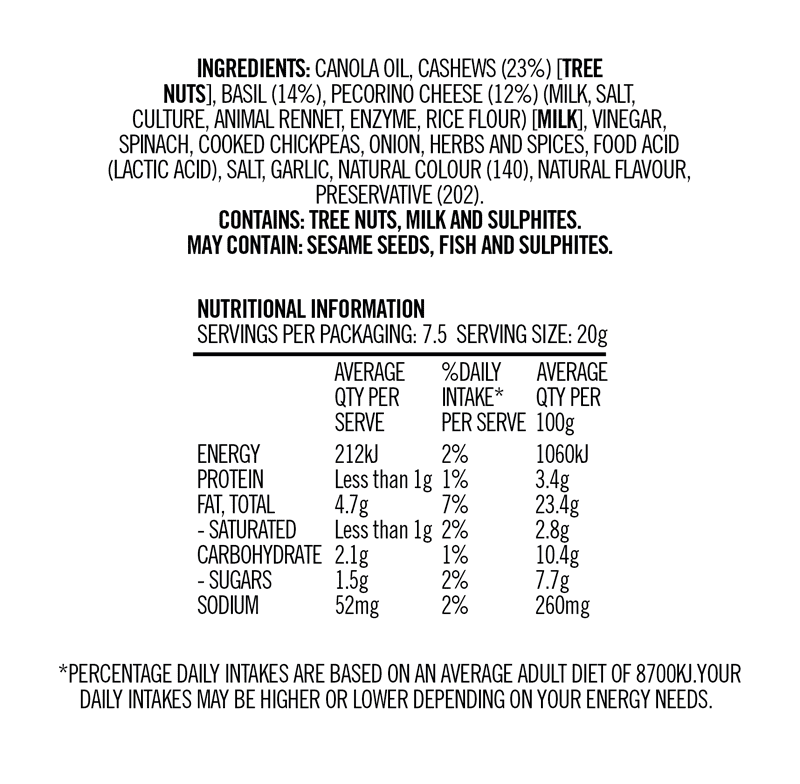 INGREDIENTS: CANOLA OIL, CASHEWS (23%) [TREE
NUTS], BASIL (14%), PECORINO CHEESE (12%) (MILK, SALT,
CULTURE, ANIMAL RENNET, ENZYME, RICE FLOUR) [MILK], VINEGAR,
SPINACH, COOKED CHICKPEAS, ONION, HERBS AND SPICES, FOOD ACID
(LACTIC ACID), SALT, GARLIC, NATURAL COLOUR (140), NATURAL FLAVOUR,
PRESERVATIVE (202).
CONTAINS: TREE NUTS, MILK AND SULPHITES.
MAY CONTAIN: SESAME SEEDS, FISH AND SULPHITES.
NUTRITIONAL INFORMATION
SERVINGS PER PACKAGING: 7.5 SERVING SIZE: 20g
AVERAGE %DAILY AVERAGE
QTY PER INTAKE* QTY PER
SERVE PER SERVE 100g
ENERGY 212kJ 2% 1060kJ
PROTEIN Less than 1g 1% 3.4g
FAT, TOTAL 4.7g 7% 23.4g
- SATURATED Less than 1g 2% 2.8g
CARBOHYDRATE 2.1g 1% 10.4g
- SUGARS 1.5g 2% 7.7g
SODIUM 52mg 2% 260mg
*PERCENTAGE DAILY INTAKES ARE BASED ON AN AVERAGE ADULT DIET OF 8700KJ.YOUR
DAILY INTAKES MAY BE HIGHER OR LOWER DEPENDING ON YOUR ENERGY NEEDS.